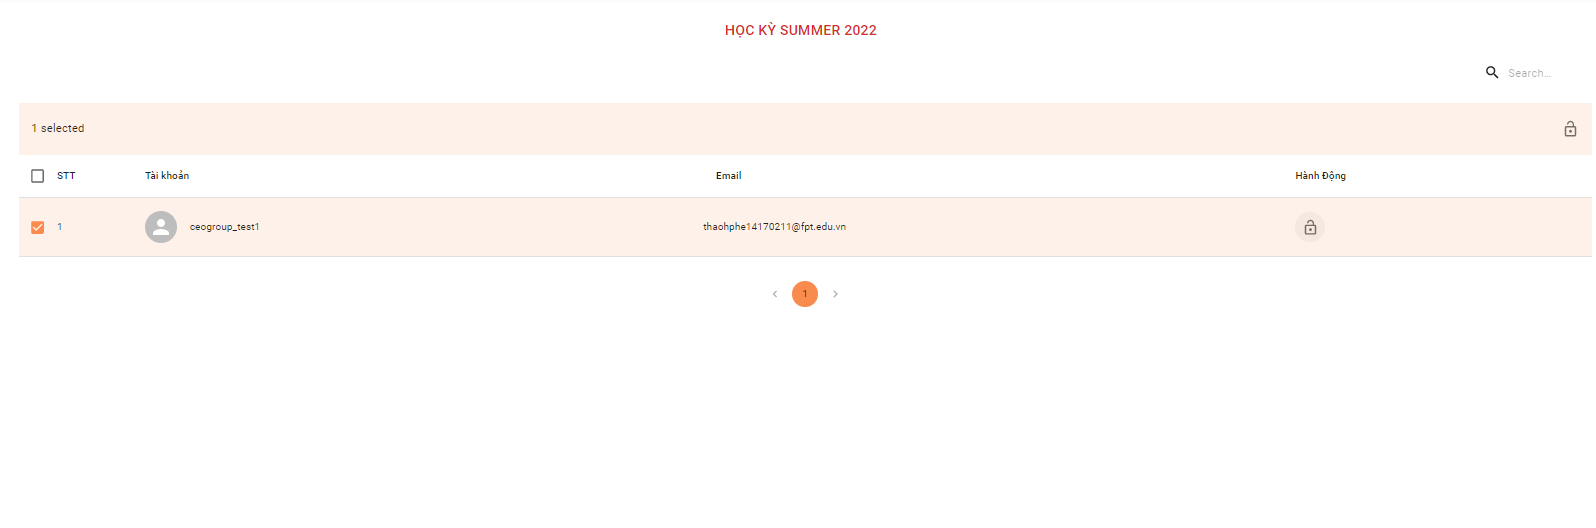 HỌC KỲ SUMMER 2022
Search...
1 selected
STT Tài khoản Email Hành Động
1 ceogroup_test1 thaohphe14170211@fpt.edu.vn
1